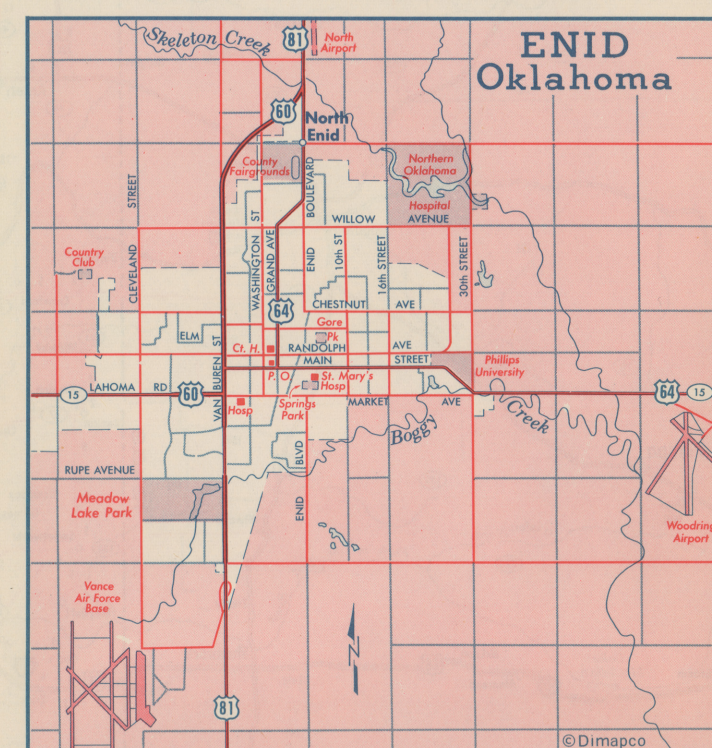 ENID
Oklahoma
Skeleton Creek
81
North
Airport
60
North
Enid
County
Fairgrounds
Northern
Oklahoma
Hospital
STREET
BOULEVARD
WILLOW
AVENUE
Country
Club
CLEVELAND
WASHINGTON ST
GRAND AVE
ENID
10th ST
16th STREET
30th STREET
64
CHESTNUT AVE
ELM
VAN BUREN ST
Gore
Pk
Ct. H.
RANDOLPH AVE
MAIN STREET
Phillips
University
P. O.
St. Mary's
Hosp
15
LAHOMA RD
60
Hosp
Springs
Park
MARKET AVE
64
15
Boggy Creek
BLVD
ENID
RUPE AVENUE
Meadow
Lake Park
Woodring
Airport
Vance
Air Force
Base
N
81
©Dimapco